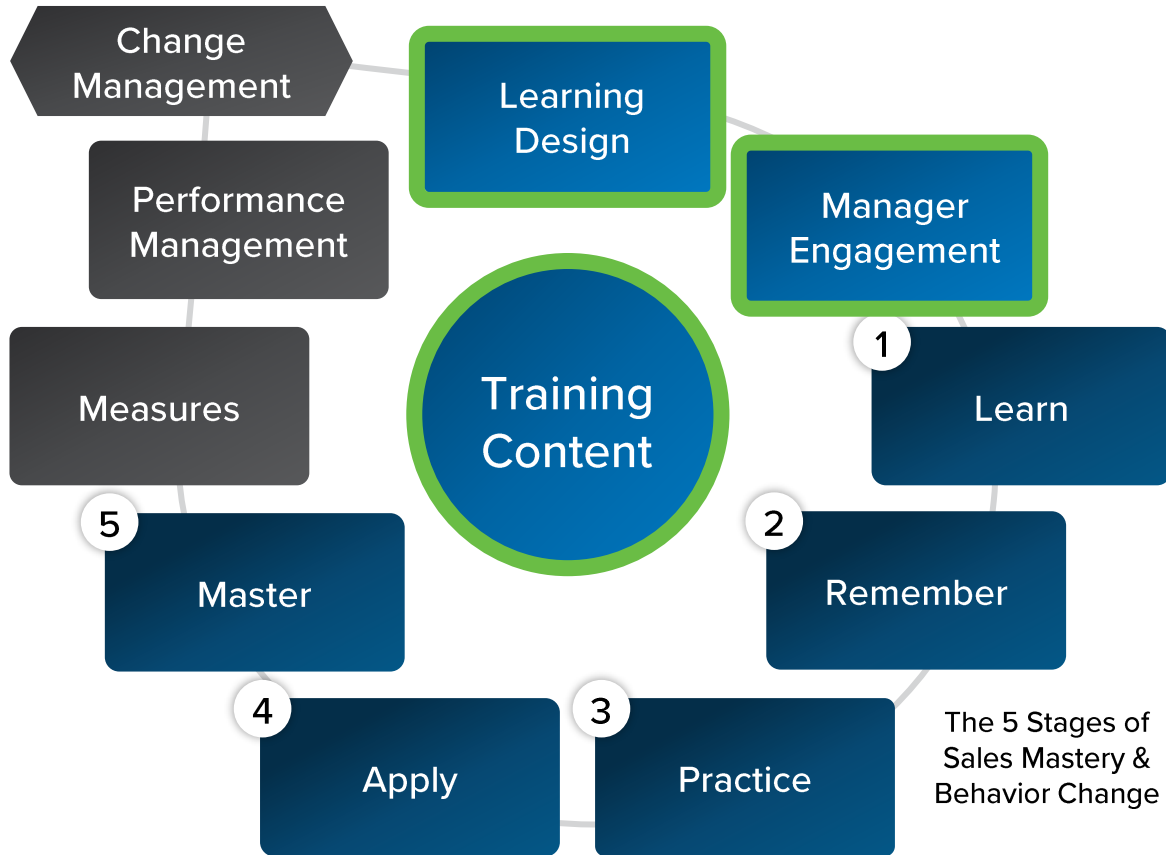 Change
Management
Learning
Design
Performance
Management
Manager
Engagement
Training
Content
1
Learn
Measures
2
Remember
5
Master
3
Practice
4
Apply
The 5 Stages of
Sales Mastery &
Behavior Change